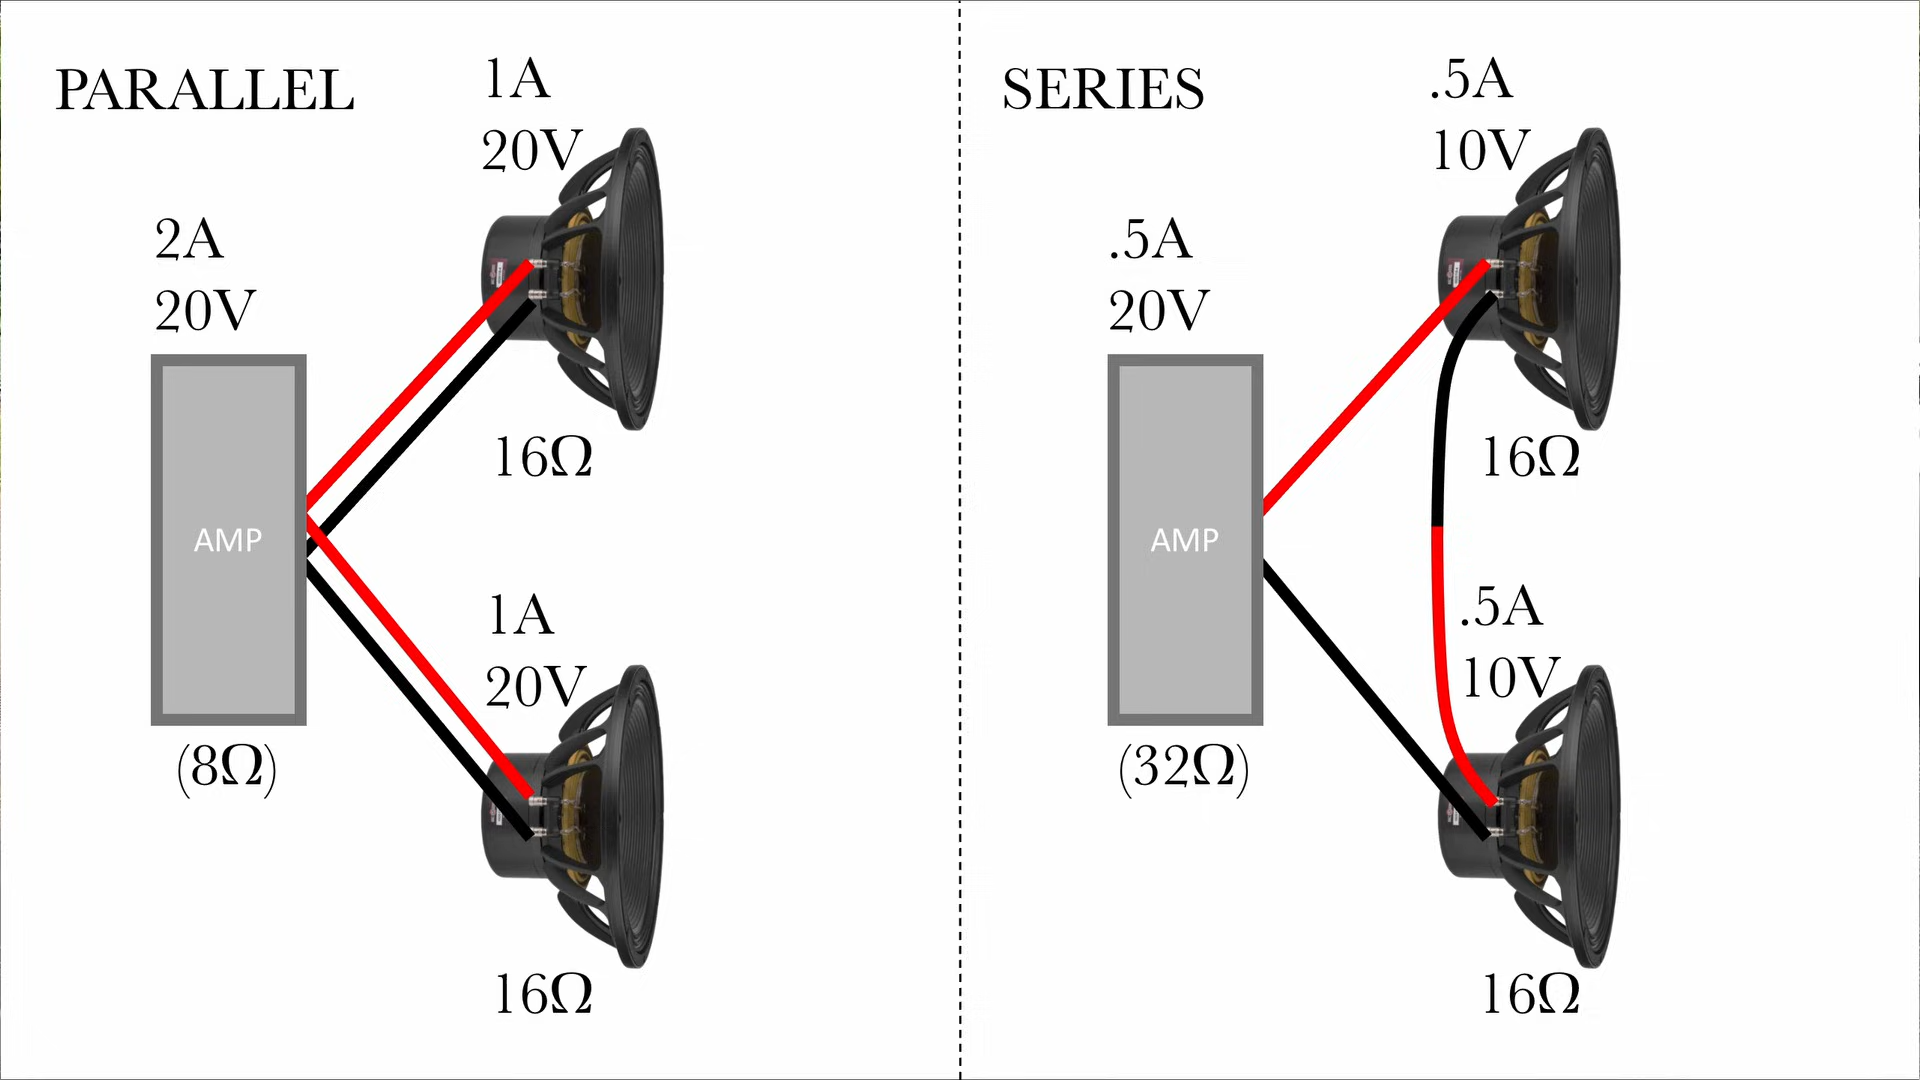 PARALLEL
1A
20V
2A
20V
16Ω
AMP
1A
20V
(8Ω)
16Ω
SERIES
.5A
10V
.5A
20V
16Ω
AMP
.5A
10V
(32Ω)
16Ω